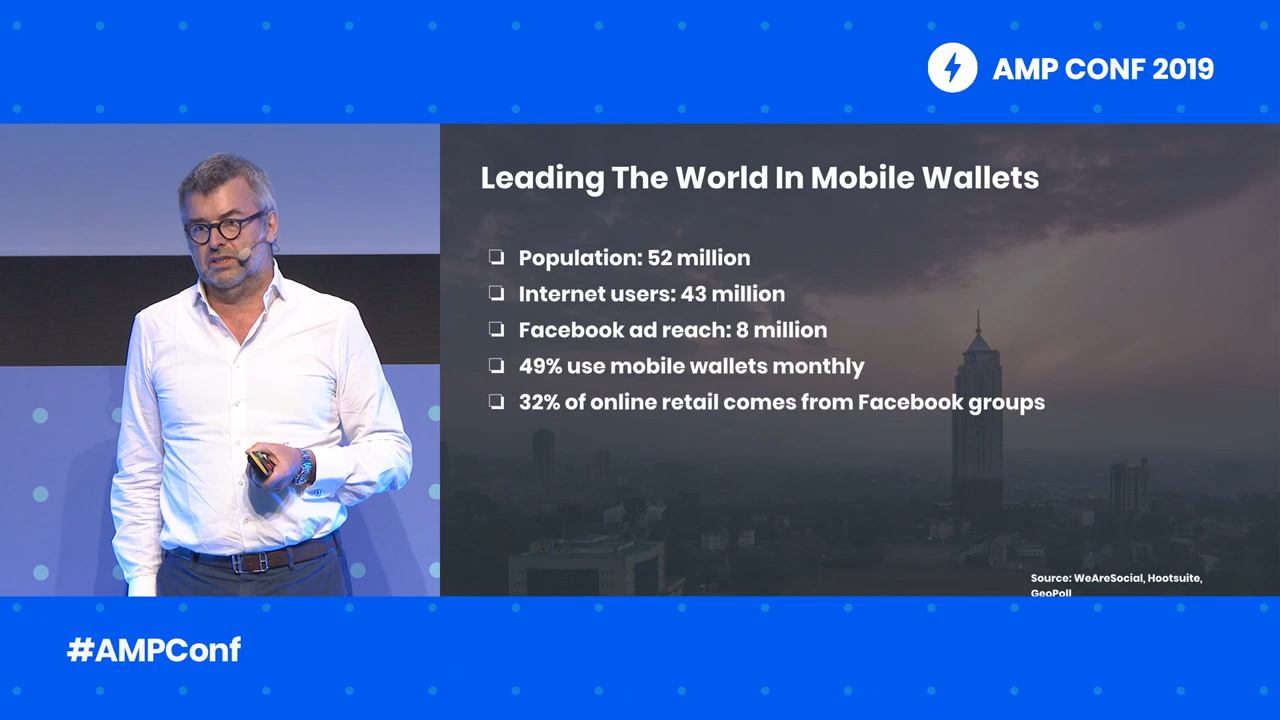 AMP CONF 2019
Leading The World In Mobile Wallets
Population: 52 million
Internet users: 43 million
Facebook ad reach: 8 million
49% use mobile wallets monthly
32% of online retail comes from Facebook groups
Source: WeAreSocial, Hootsuite,
GeoPoll
#AMPConf